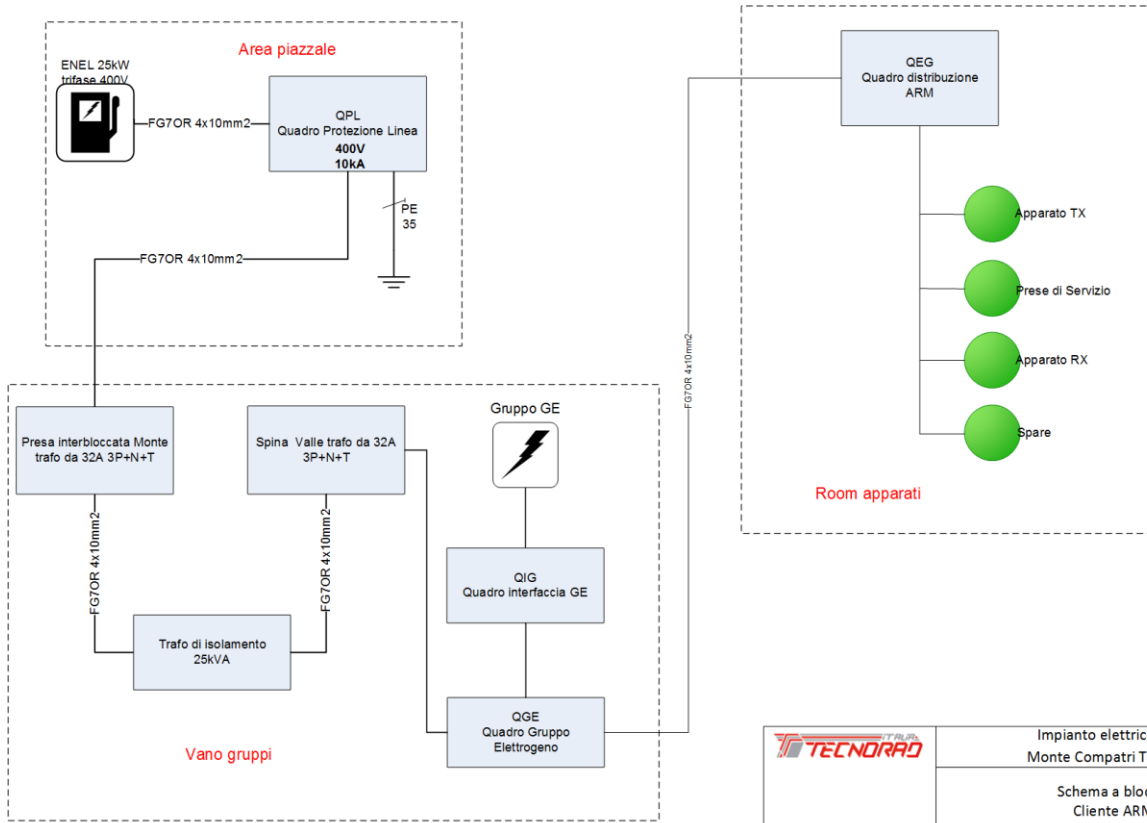 Area piazzale
ENEL 25kW
trifase 400V
FG7OR 4x10mm2
QPL
Quadro Protezione Linea
400V
10kA
PE
35
FG7OR 4x10mm2
QEG
Quadro distribuzione
ARM
Apparato TX
Prese di Servizio
Apparato RX
Spare
Room apparati
FG7OR 4x10mm2
Presa interbloccata Monte
trafo da 32A 3P+N+T
Spina Valle trafo da 32A
3P+N+T
Gruppo GE
FG7OR 4x10mm2
FG7OR 4x10mm2
QIG
Quadro interfaccia GE
Trafo di isolamento
25kVA
QGE
Quadro Gruppo
Elettrogeno
Vano gruppi
ITALIA
TECNORAD
Impianto elettric
Monte Compatri T
Schema a bloc
Cliente ARM